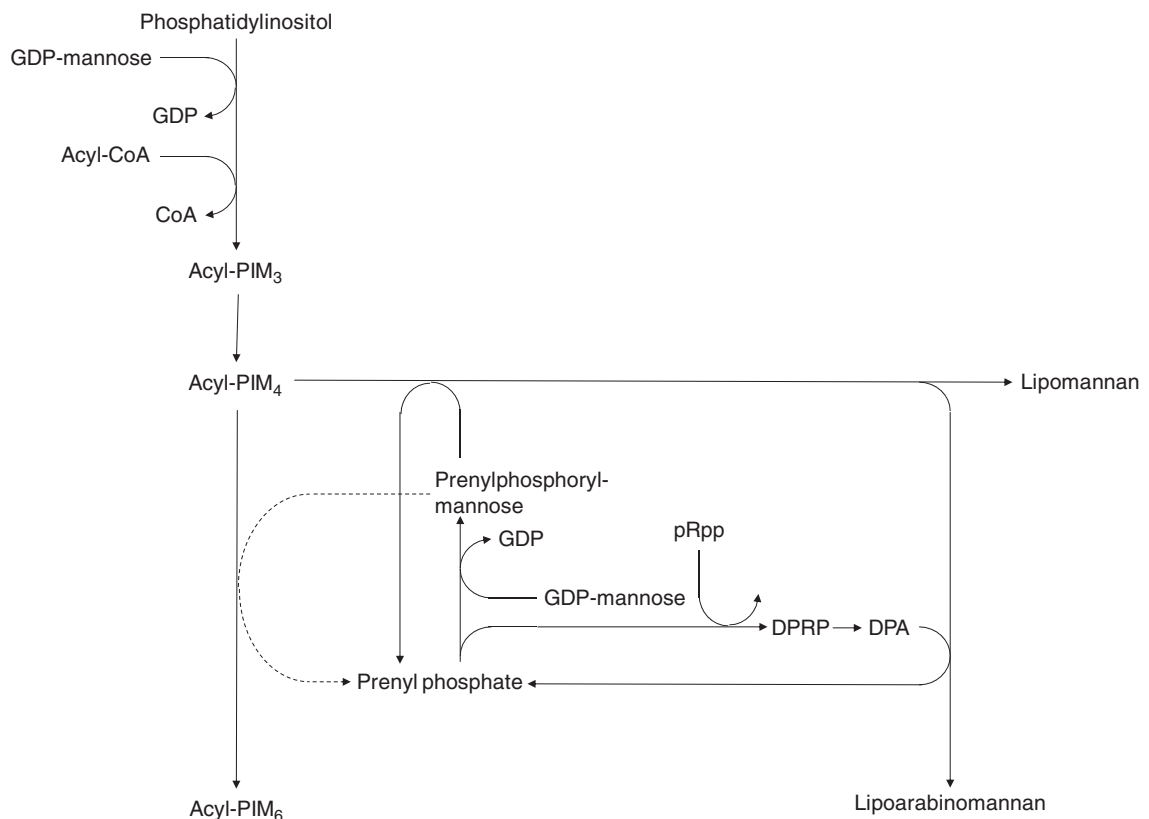 Phosphatidylinositol
GDP-mannose
GDP
Acyl-CoA
CoA
Acyl-PIM3
Acyl-PIM4
Lipomannan
Prenylphosphoryl-
mannose
GDP
pRpp
GDP-mannose
DPRP
DPA
Prenyl phosphate
Acyl-PIM6
Lipoarabinomannan